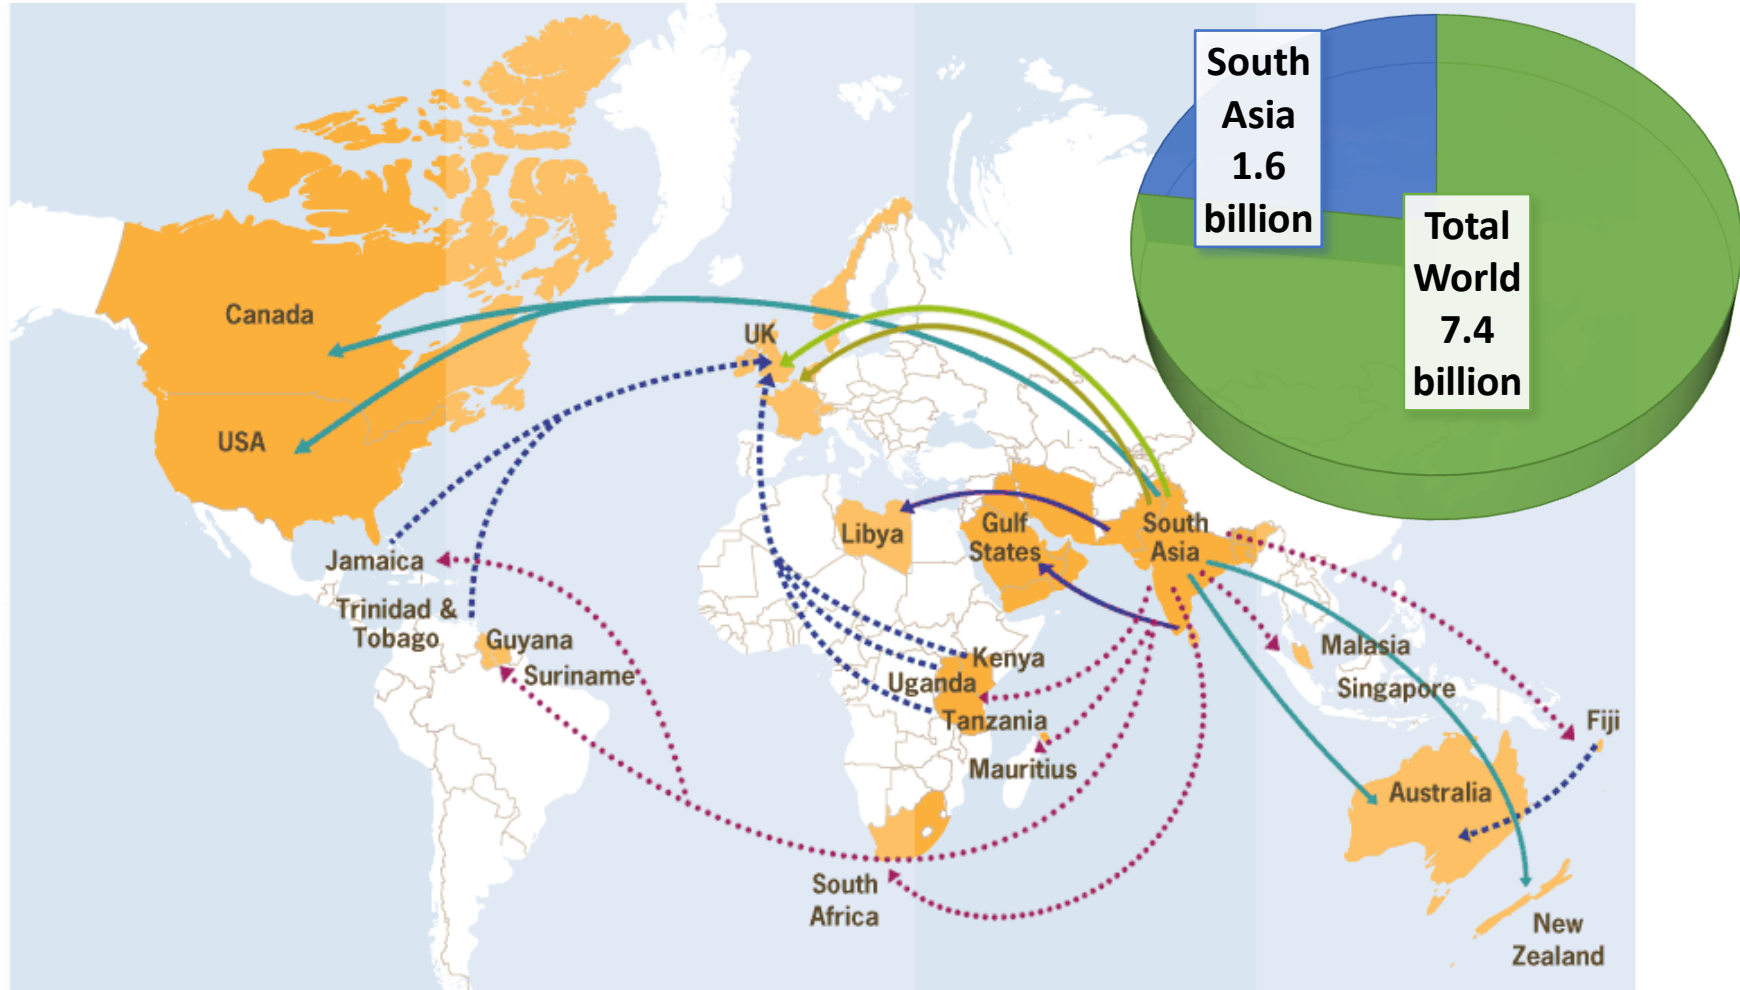 South
Asia
1.6
billion
Total
World
7.4
billion
Canada
UK
USA
Libya
Gulf
States
South
Asia
Jamaica
Trinidad &
Tobago
Guyana
Suriname
Kenya
Uganda
Tanzania
Mauritius
Malasia
Singapore
Fiji
Australia
South
Africa
New
Zealand